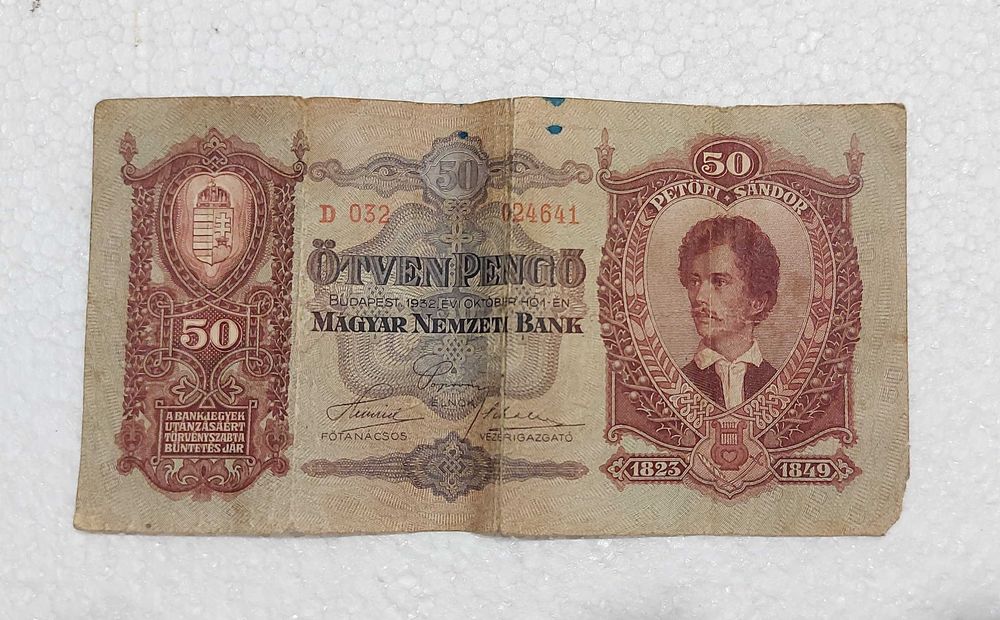 50
A BANKJEGYEK
UTÁNZÁSÁÉRT
TÖRVÉNYSZABTA
BÜNTETÉS JÁR
50
D 032 024641
ÖTVEN PENGŐ
BUDAPEST, 1932. ÉVI OKTÓBER HÓ 1-ÉN
MAGYAR NEMZETI BANK
ELNÖK
FŐTANÁCSOS VEZÉRIGAZGATÓ
50
PETŐFI SÁNDOR
1823 1849